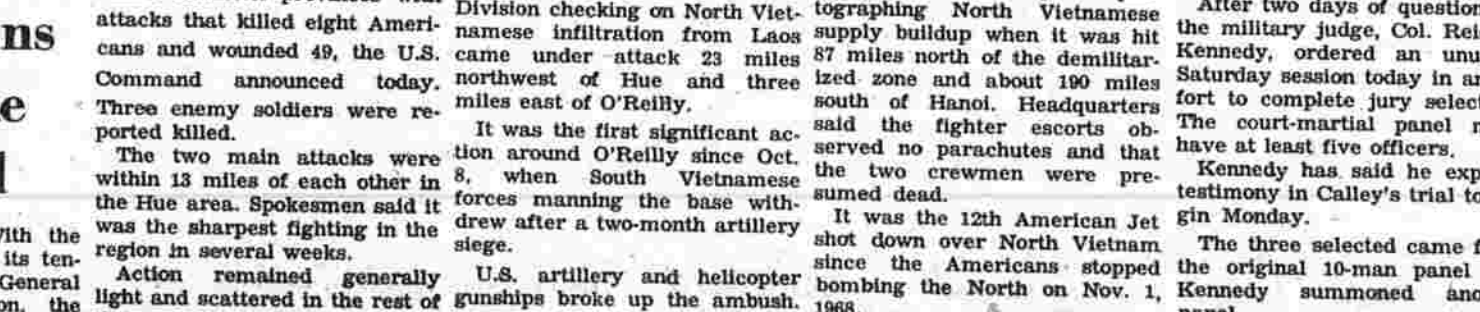 ns
e
With the
its ten-
General
on, the
attacks that killed eight Ameri-
cans and wounded 49, the U.S.
Command announced today.
Three enemy soldiers were re-
ported killed.
The two main attacks were
within 13 miles of each other in
the Hue area. Spokesmen said it
was the sharpest fighting in the
region in several weeks.
Action remained generally
light and scattered in the rest of
Division checking on North Viet-
namese infiltration from Laos
came under attack 23 miles
northwest of Hue and three
miles east of O'Reilly.
It was the first significant ac-
tion around O'Reilly since Oct.
8, when South Vietnamese
forces manning the base with-
drew after a two-month artillery
siege.
U.S. artillery and helicopter
gunships broke up the ambush.
tographing North Vietnamese
supply buildup when it was hit
87 miles north of the demilitar-
ized zone and about 190 miles
south of Hanoi. Headquarters
said the fighter escorts ob-
served no parachutes and that
the two crewmen were pre-
sumed dead.
It was the 12th American Jet
shot down over North Vietnam
since the Americans stopped
bombing the North on Nov. 1,
1968.
After two days of question
the military judge, Col. Rei
Kennedy, ordered an unu
Saturday session today in a
fort to complete jury select
The court-martial panel
have at least five officers.
Kennedy has said he exp
testimony in Calley's trial to
gin Monday.
The three selected came f
the original 10-man panel
Kennedy summoned ano